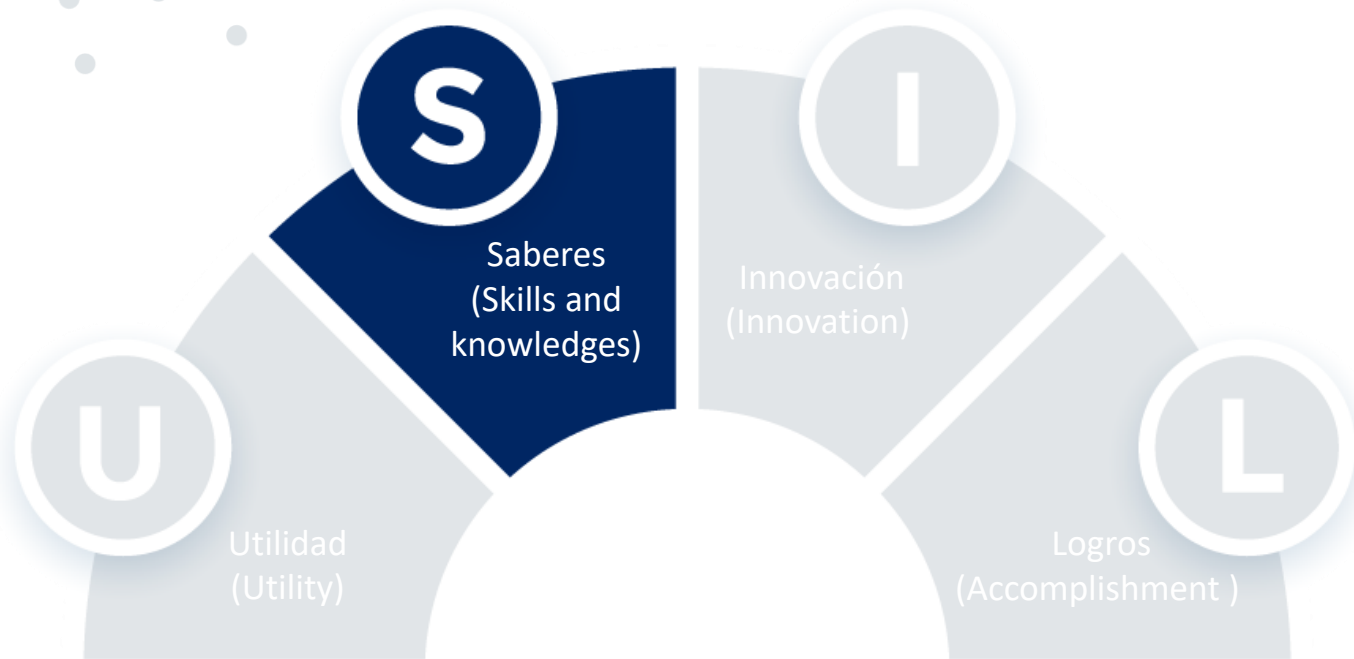 U
Utilidad
(Utility)
S
Saberes
(Skills and
knowledges)
I
Innovación
(Innovation)
L
Logros
(Accomplishment )